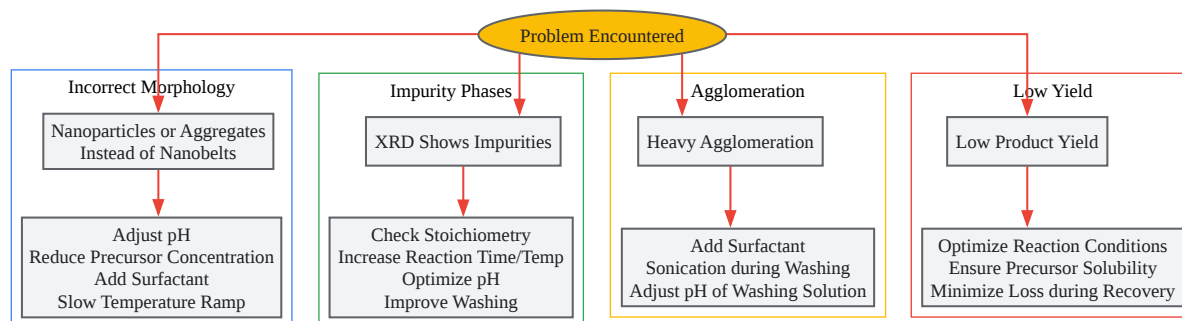 Problem Encountered
Incorrect Morphology
Nanoparticles or Aggregates
Instead of Nanobelts
Adjust pH
Reduce Precursor Concentration
Add Surfactant
Slow Temperature Ramp
Impurity Phases
XRD Shows Impurities
Check Stoichiometry
Increase Reaction Time/Temp
Optimize pH
Improve Washing
Agglomeration
Heavy Agglomeration
Add Surfactant
Sonication during Washing
Adjust pH of Washing Solution
Low Yield
Low Product Yield
Optimize Reaction Conditions
Ensure Precursor Solubility
Minimize Loss during Recovery